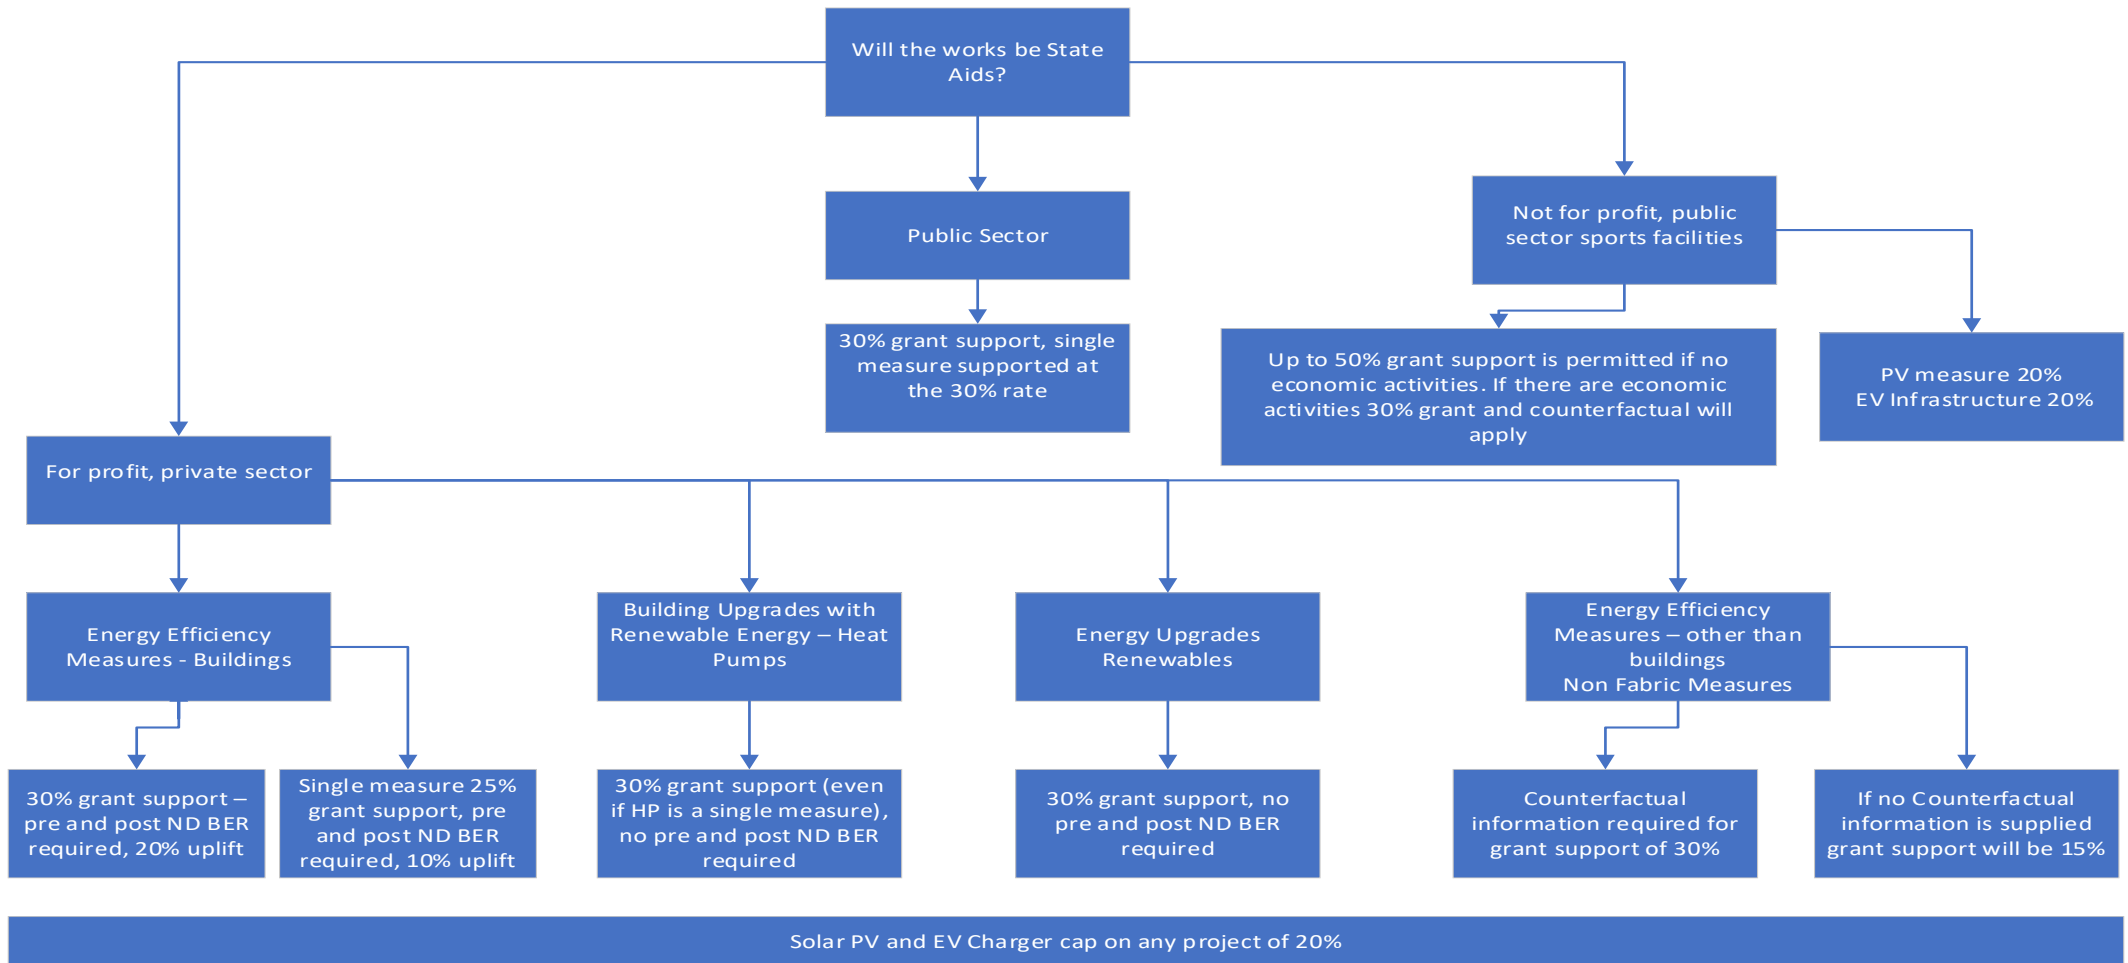 Will the works be State
Aids?
Public Sector
Not for profit, public
sector sports facilities
30% grant support, single
measure supported at
the 30% rate
Up to 50% grant support is permitted if no
economic activities. If there are economic
activities 30% grant and counterfactual will
apply
PV measure 20%
EV Infrastructure 20%
For profit, private sector
Energy Efficiency
Measures - Buildings
Building Upgrades with
Renewable Energy – Heat
Pumps
Energy Upgrades
Renewables
Energy Efficiency
Measures – other than
buildings
Non Fabric Measures
30% grant support –
pre and post ND BER
required, 20% uplift
Single measure 25%
grant support, pre
and post ND BER
required, 10% uplift
30% grant support (even
if HP is a single measure),
no pre and post ND BER
required
30% grant support, no
pre and post ND BER
required
Counterfactual
information required for
grant support of 30%
If no Counterfactual
information is supplied
grant support will be 15%
Solar PV and EV Charger cap on any project of 20%